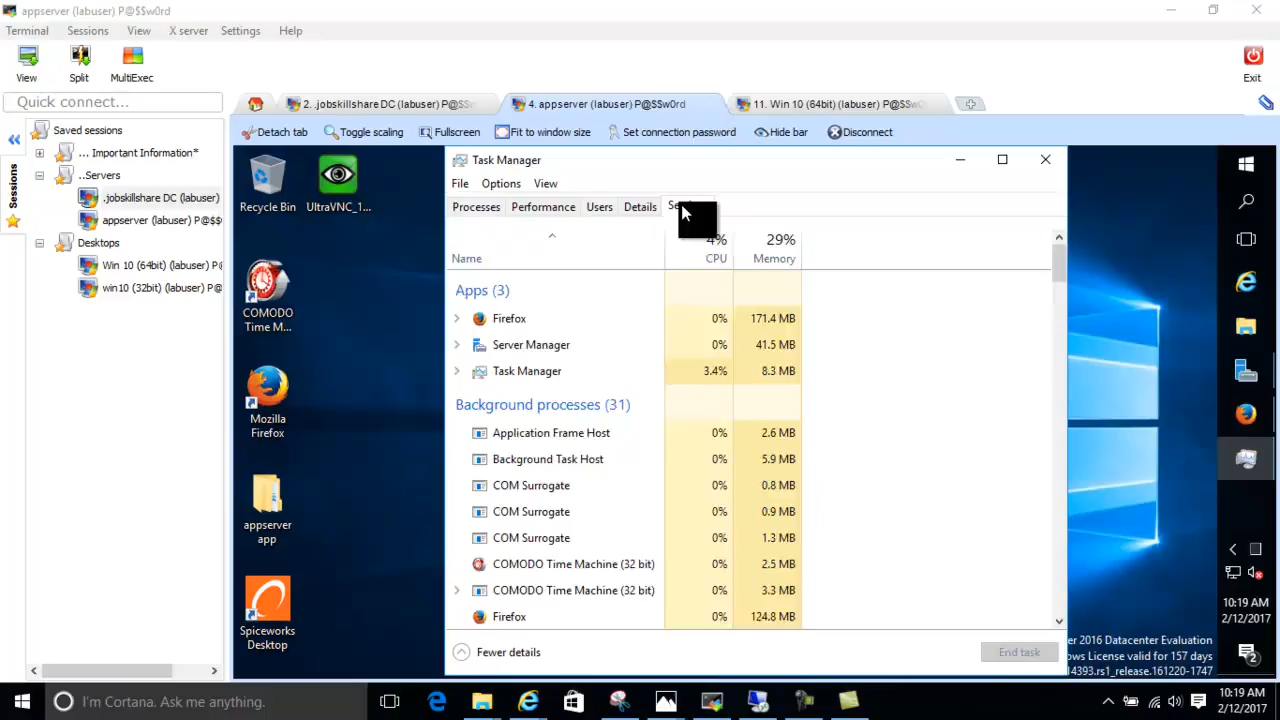 appserver (labuser) P@$$w0rd
Terminal Sessions View X server Settings Help
View Split MultiExec Exit
Quick connect...
2. .jobskillshare DC (labuser) P@$$
4. appserver (labuser) P@$$w0rd
11. Win 10 (64bit) (labuser) P@$$w
Detach tab Toggle scaling Fullscreen Fit to window size Set connection password Hide bar Disconnect
Sessions
Saved sessions
... Important Information*
..Servers
.jobskillshare DC (labuser)
appserver (labuser) P@$$
Desktops
Win 10 (64bit) (labuser) P@
win10 (32bit) (labuser) P@
Recycle Bin
UltraVNC_1...
COMODO
Time M...
Mozilla
Firefox
appserver
app
Spiceworks
Desktop
Task Manager
File Options View
Processes Performance Users Details
4% 29%
Name CPU Memory
Apps (3)
Firefox 0% 171.4 MB
Server Manager 0% 41.5 MB
Task Manager 3.4% 8.3 MB
Background processes (31)
Application Frame Host 0% 2.6 MB
Background Task Host 0% 5.9 MB
COM Surrogate 0% 0.8 MB
COM Surrogate 0% 0.9 MB
COM Surrogate 0% 1.3 MB
COMODO Time Machine (32 bit) 0% 2.5 MB
COMODO Time Machine (32 bit) 0% 3.3 MB
Firefox 0% 124.8 MB
Fewer details End task
er 2016 Datacenter Evaluation
ows License valid for 157 days
14393.rs1_release.161220-1747
10:19 AM
2/12/2017
2
I'm Cortana. Ask me anything.
10:19 AM
2/12/2017